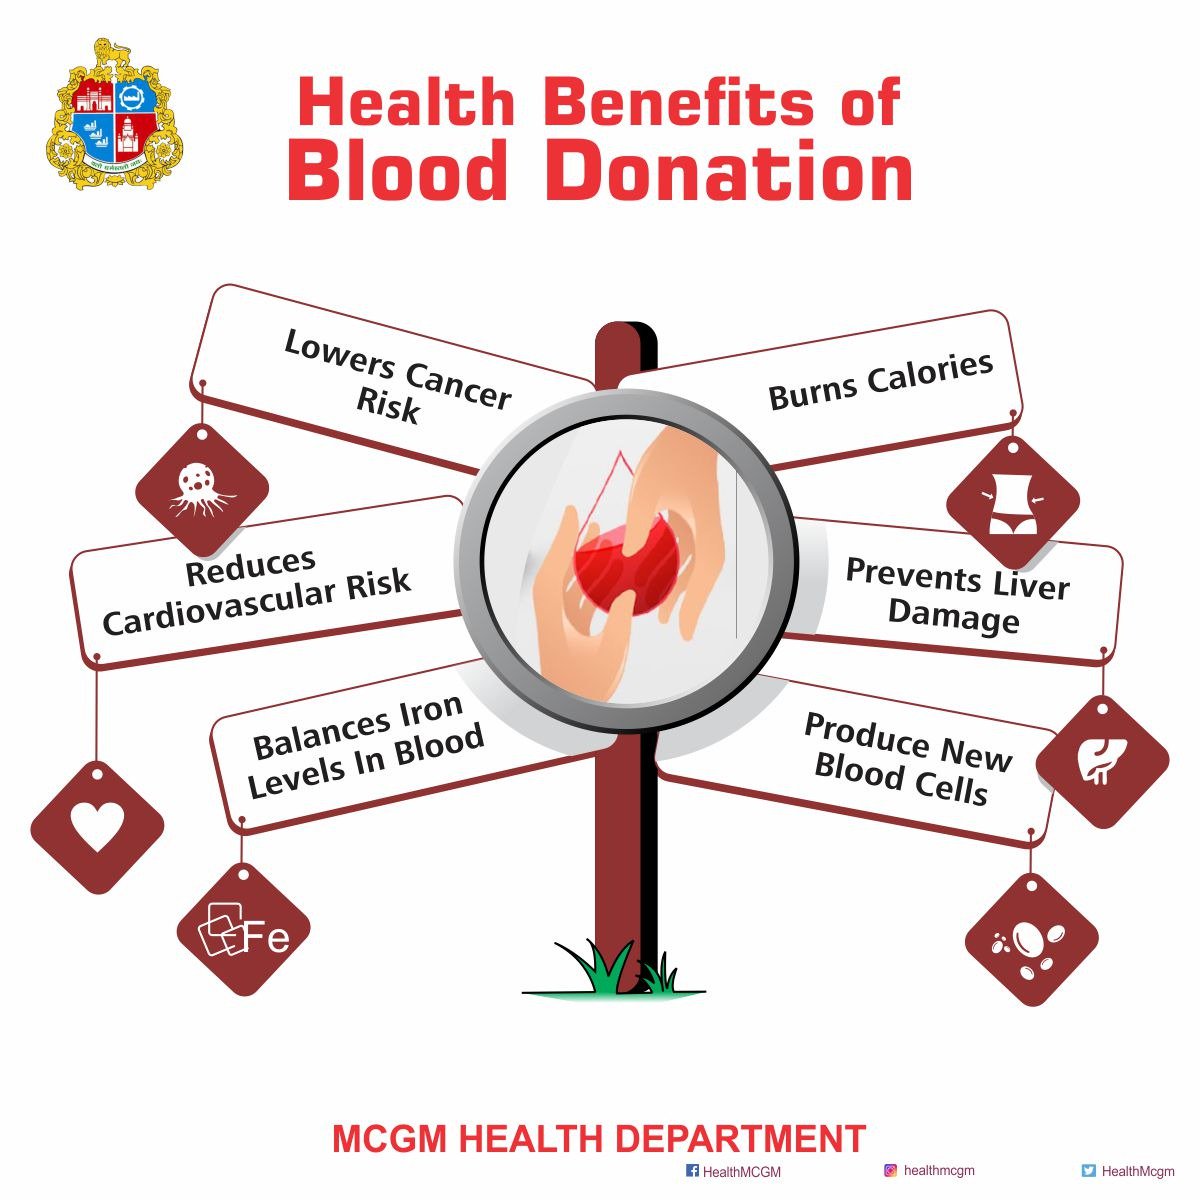 Health Benefits of
Blood Donation
Lowers Cancer
Risk
Burns Calories
Reduces
Cardiovascular Risk
Prevents Liver
Damage
Balances Iron
Levels In Blood
Produce New
Blood Cells
Fe
MCGM HEALTH DEPARTMENT
HealthMCGM
healthmcgm
HealthMcgm